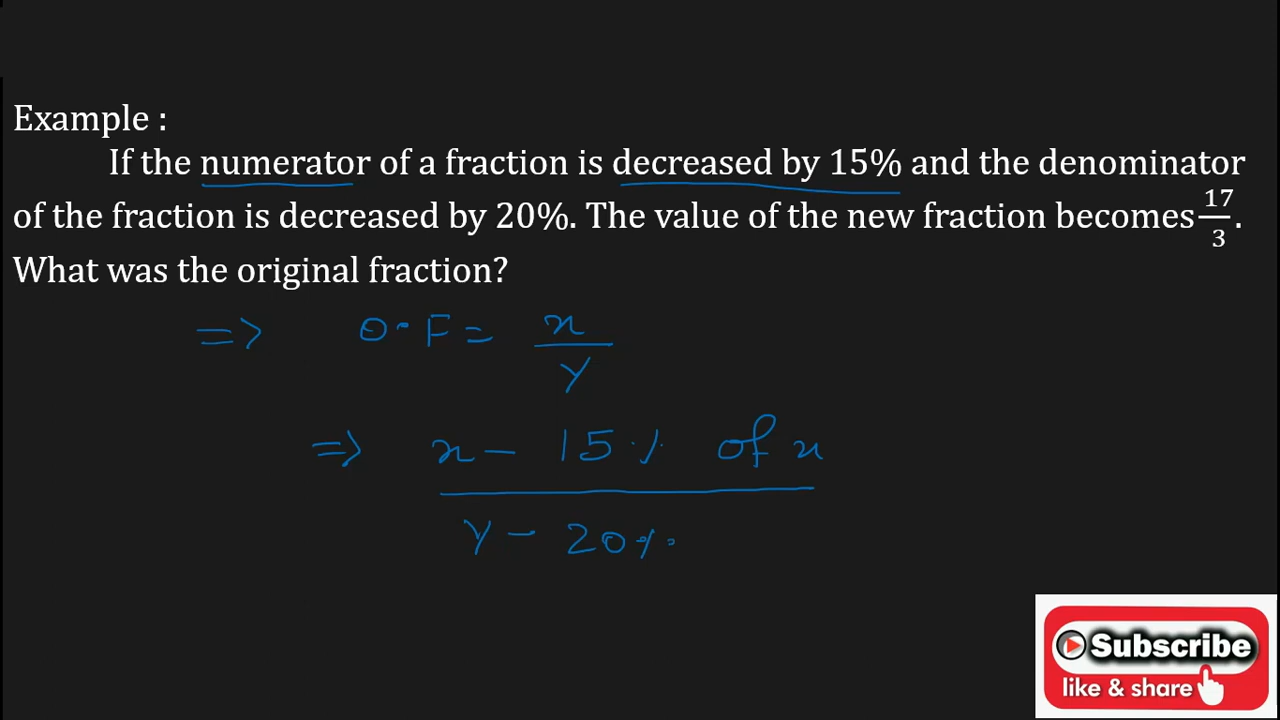 Example :
If the numerator of a fraction is decreased by 15% and the denominator
of the fraction is decreased by 20%. The value of the new fraction becomes 17/3.
What was the original fraction?
=> O.F = x/y
=> x - 15% of x
y - 20%
Subscribe
like & share